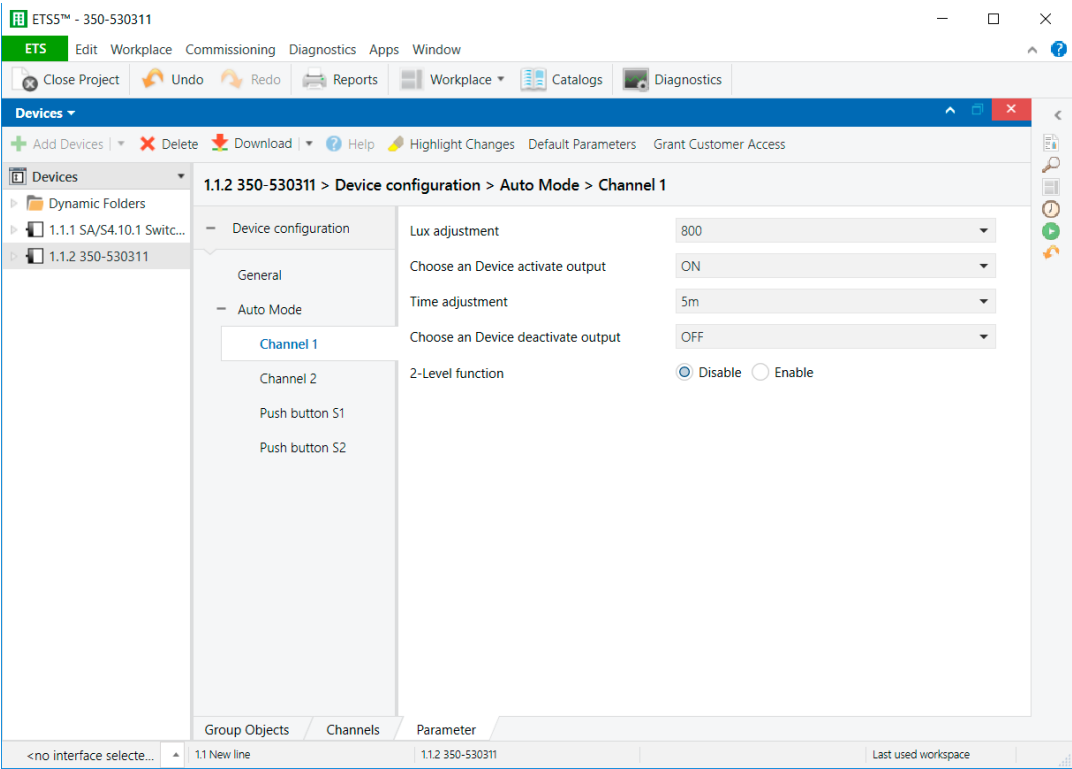 ETS5™ - 350-530311
ETS Edit Workplace Commissioning Diagnostics Apps Window
Close Project Undo Redo Reports Workplace Catalogs Diagnostics
Devices
Add Devices Delete Download Help Highlight Changes Default Parameters Grant Customer Access
Devices
Dynamic Folders
1.1.1 SA/S4.10.1 Switc...
1.1.2 350-530311
1.1.2 350-530311 > Device configuration > Auto Mode > Channel 1
Device configuration
General
Auto Mode
Channel 1
Channel 2
Push button S1
Push button S2
Lux adjustment 800
Choose an Device activate output ON
Time adjustment 5m
Choose an Device deactivate output OFF
2-Level function Disable Enable
Group Objects Channels Parameter
<no interface selecte... 1.1 New line 1.1.2 350-530311 Last used workspace